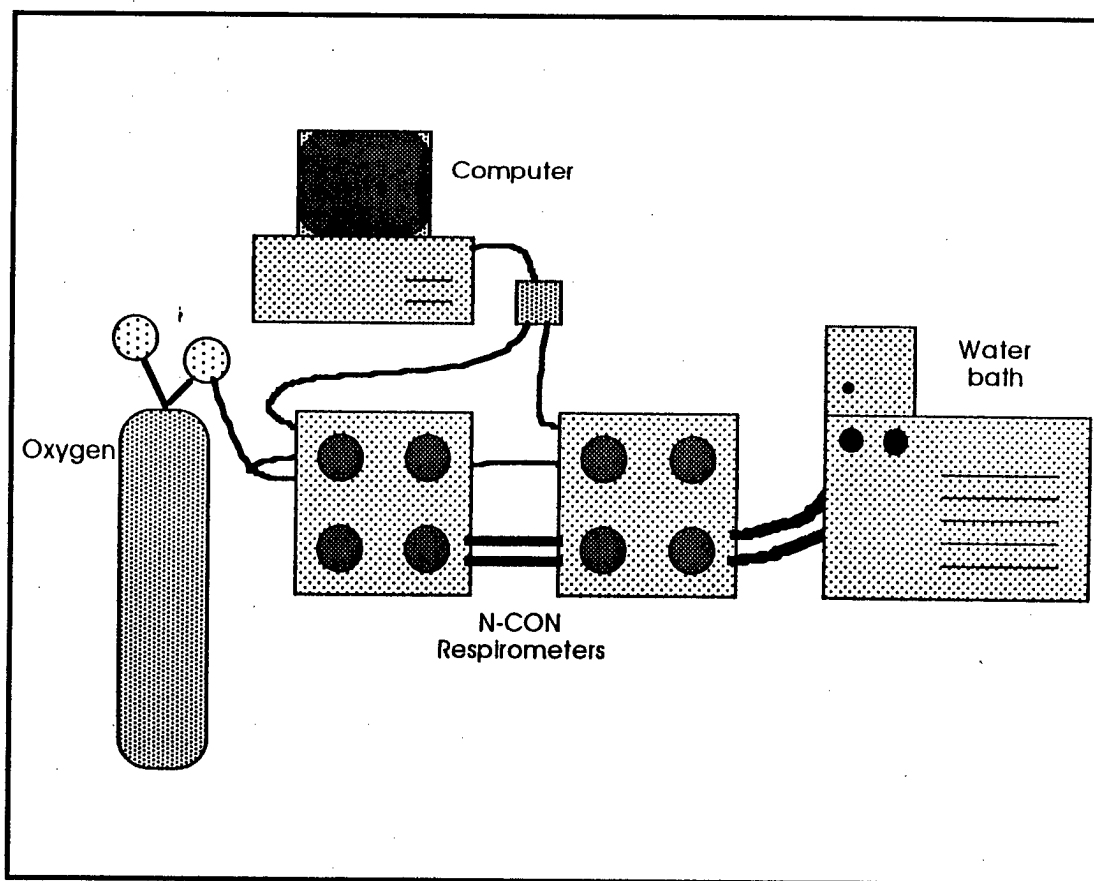 Computer
Water
bath
Oxygen
N-CON
Respirometers